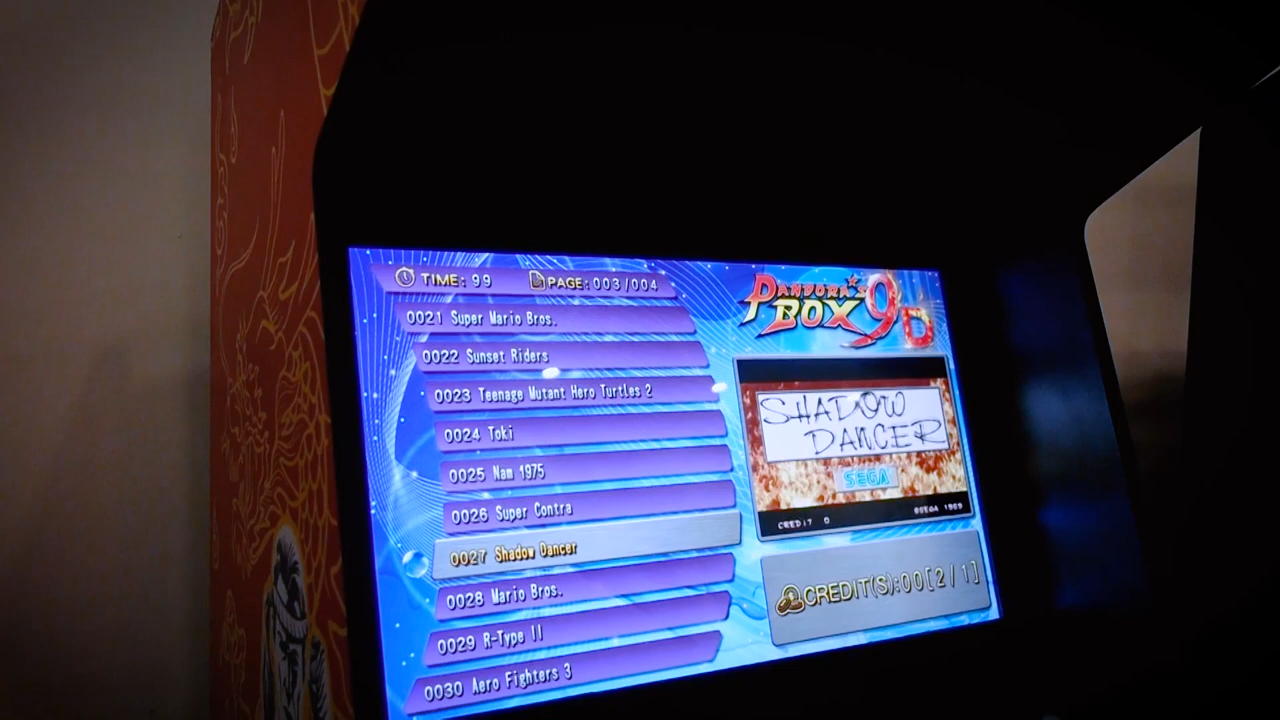 TIME: 99
PAGE: 003/004
PANDORA'S BOX 9D
0021 Super Mario Bros.
0022 Sunset Riders
0023 Teenage Mutant Hero Turtles 2
0024 Toki
0025 Nam 1975
0026 Super Contra
0027 Shadow Dancer
0028 Mario Bros.
0029 R-Type II
0030 Aero Fighters 3
SHADOW
DANCER
SEGA
CREDIT 0
©SEGA 1989
CREDIT(S):00[2/1]